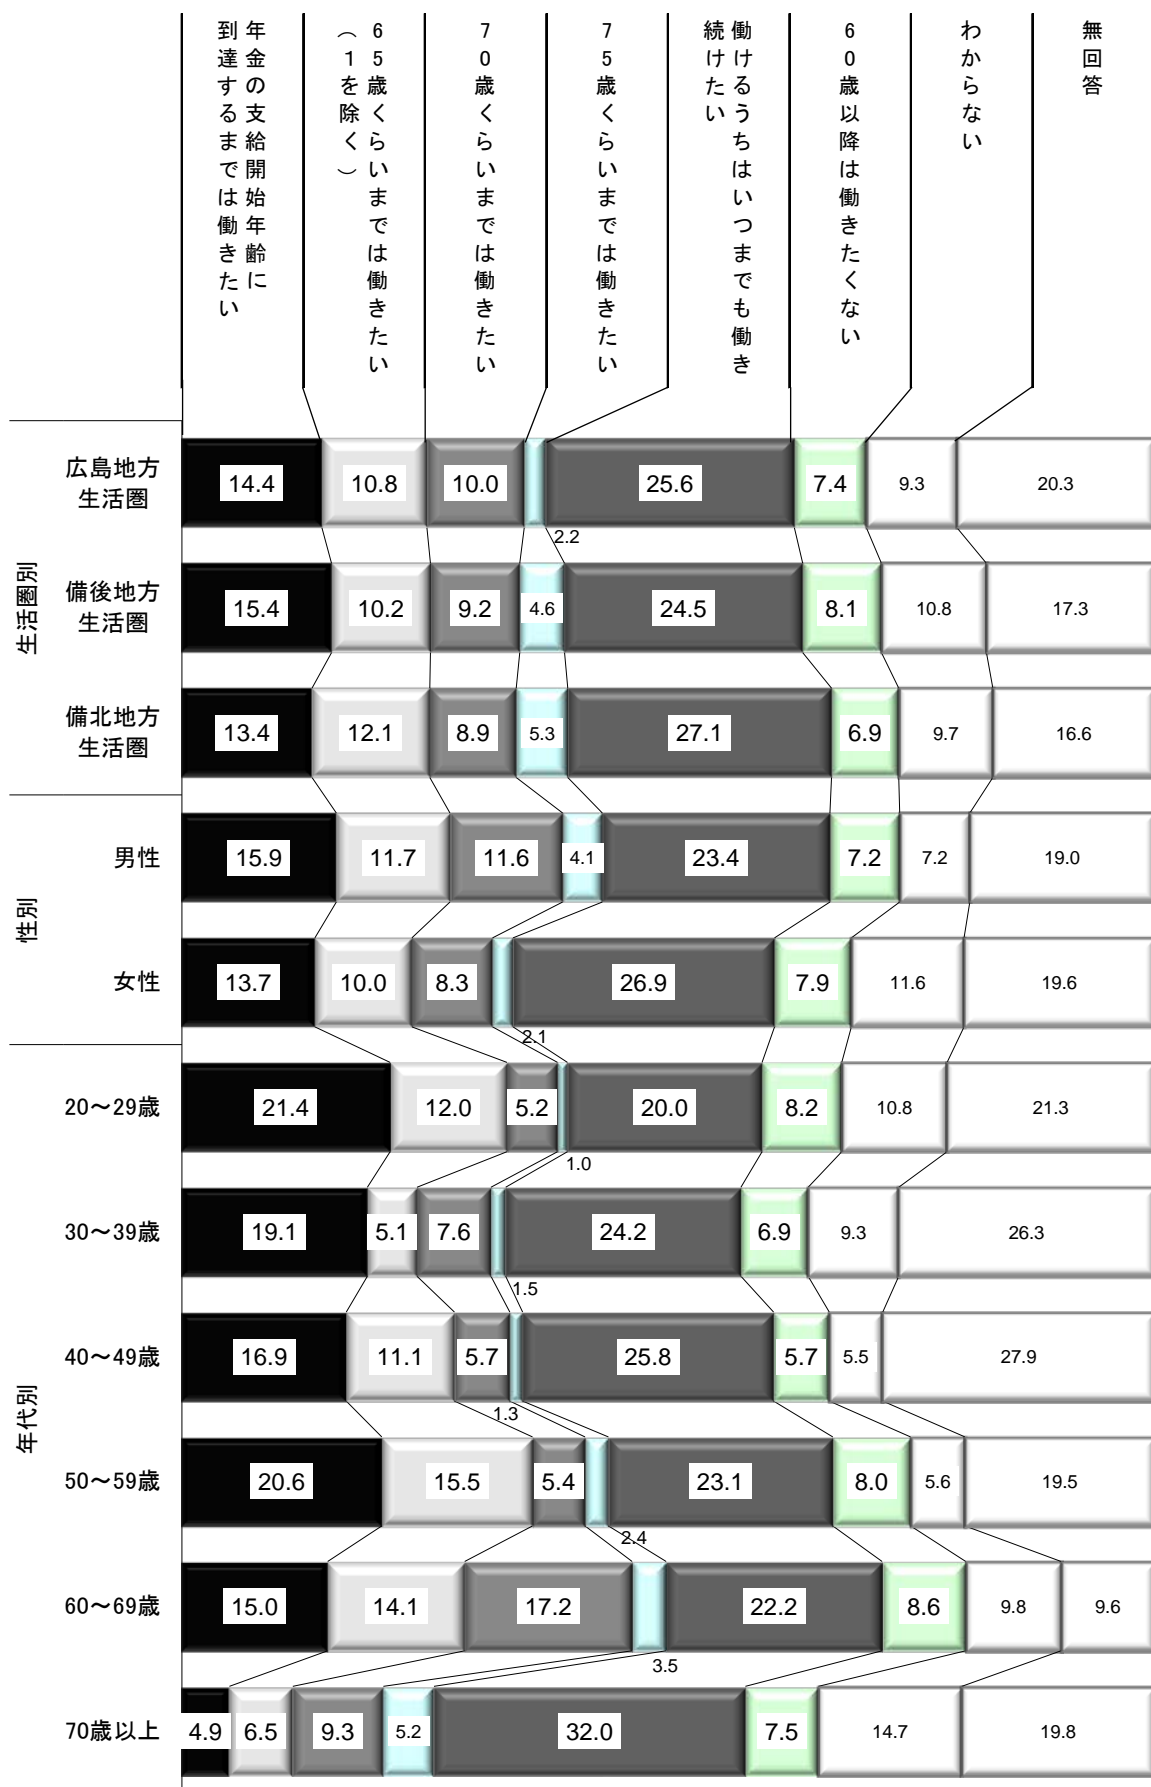 年金の支給開始年齢に
到達するまでは働きたい
65歳くらいまでは働きたい
(1を除く)
70歳くらいまでは働きたい
75歳くらいまでは働きたい
働けるうちはいつまでも働き
続けたい
60歳以降は働きたくない
わからない
無回答
生活圏別
広島地方
生活圏
14.4 10.8 10.0 2.2 25.6 7.4 9.3 20.3
備後地方
生活圏
15.4 10.2 9.2 4.6 24.5 8.1 10.8 17.3
備北地方
生活圏
13.4 12.1 8.9 5.3 27.1 6.9 9.7 16.6
性別
男性 15.9 11.7 11.6 4.1 23.4 7.2 7.2 19.0
女性 13.7 10.0 8.3 2.1 26.9 7.9 11.6 19.6
年代別
20～29歳 21.4 12.0 5.2 1.0 20.0 8.2 10.8 21.3
30～39歳 19.1 5.1 7.6 1.5 24.2 6.9 9.3 26.3
40～49歳 16.9 11.1 5.7 1.3 25.8 5.7 5.5 27.9
50～59歳 20.6 15.5 5.4 2.4 23.1 8.0 5.6 19.5
60～69歳 15.0 14.1 17.2 3.5 22.2 8.6 9.8 9.6
70歳以上 4.9 6.5 9.3 5.2 32.0 7.5 14.7 19.8